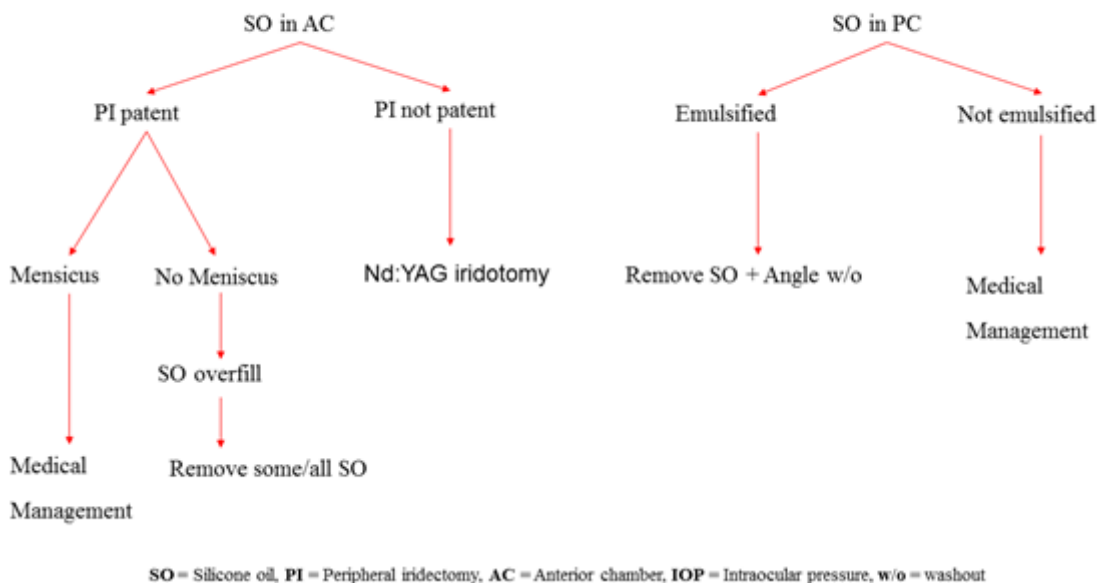 SO in AC
SO in PC
PI patent
PI not patent
Emulsified
Not emulsified
Mensicus
No Meniscus
Nd:YAG iridotomy
Remove SO + Angle w/o
Medical
Management
SO overfill
Medical
Management
Remove some/all SO
SO = Silicone oil, PI = Peripheral iridectomy, AC = Anterior chamber, IOP = Intraocular pressure, w/o = washout